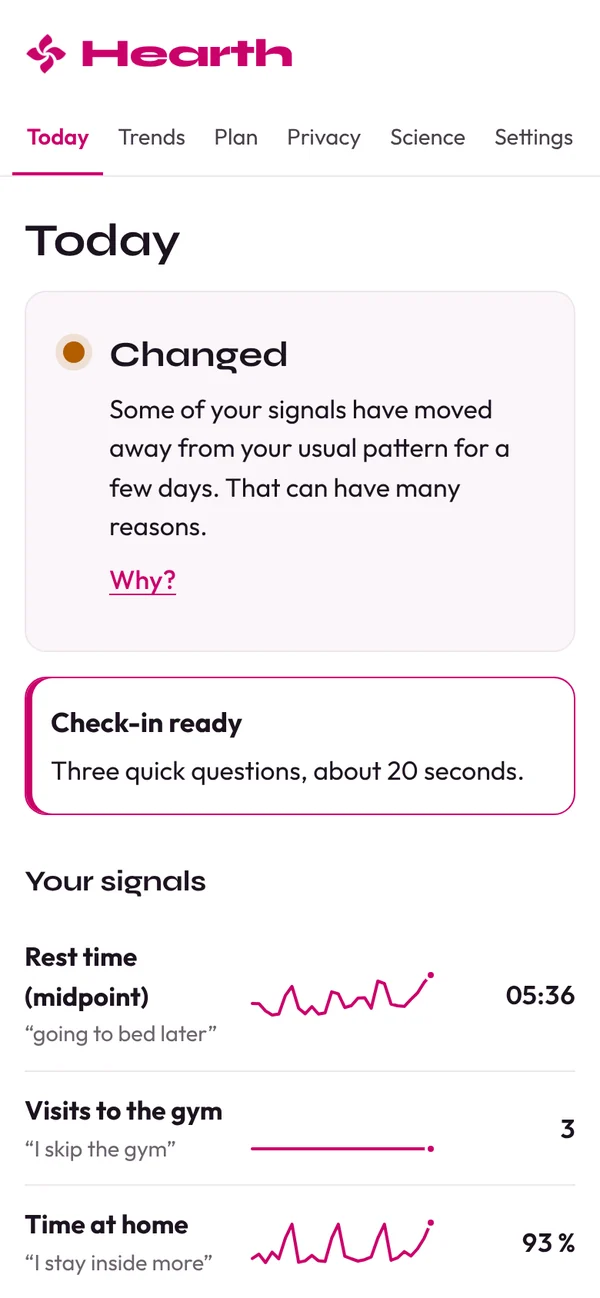 Hearth
Today Trends Plan Privacy Science Settings
Today
Changed
Some of your signals have moved
away from your usual pattern for a
few days. That can have many
reasons.
Why?
Check-in ready
Three quick questions, about 20 seconds.
Your signals
Rest time
(midpoint)
“going to bed later”
05:36
Visits to the gym
“I skip the gym”
3
Time at home
“I stay inside more”
93 %